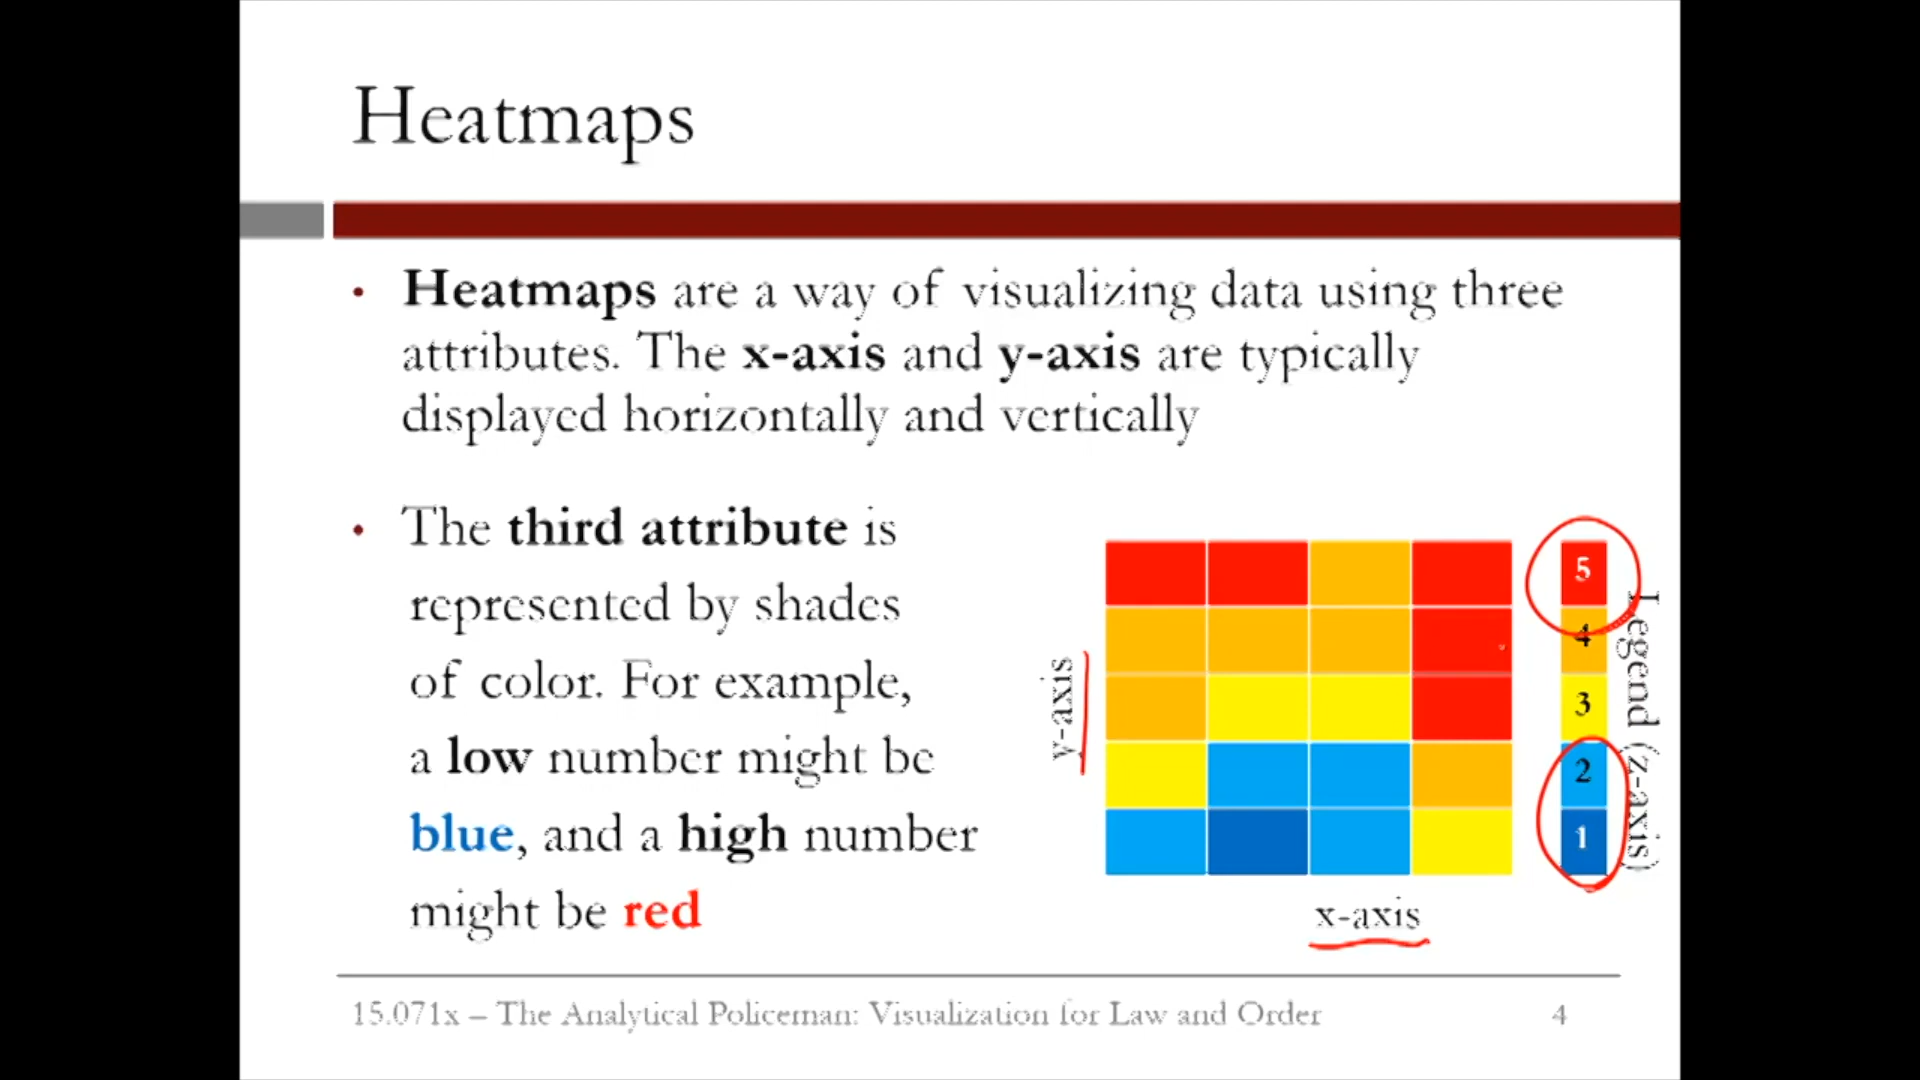 Heatmaps
• Heatmaps are a way of visualizing data using three
attributes. The x-axis and y-axis are typically
displayed horizontally and vertically
• The third attribute is
represented by shades
of color. For example,
a low number might be
blue, and a high number
might be red
y-axis
x-axis
5
4
3
2
1
Legend (z-axis)
15.071x – The Analytical Policeman: Visualization for Law and Order
4